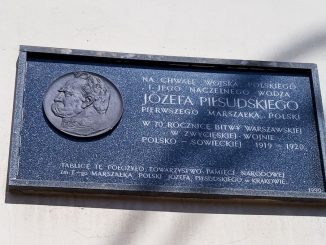 NA CHWAŁĘ WOJSKA POLSKIEGO
I JEGO NACZELNEGO WODZA
JÓZEFA PIŁSUDSKIEGO
PIERWSZEGO MARSZAŁKA POLSKI
W 70 ROCZNICĘ BITWY WARSZAWSKIEJ
W ZWYCIĘSKIEJ WOJNIE
POLSKO – SOWIECKIEJ 1919 – 1920
TABLICĘ TĘ POŁOŻYŁO TOWARZYSTWO PAMIĘCI NARODOWEJ
IM. I-GO MARSZAŁKA POLSKI JÓZEFA PIŁSUDSKIEGO W KRAKOWIE
1990